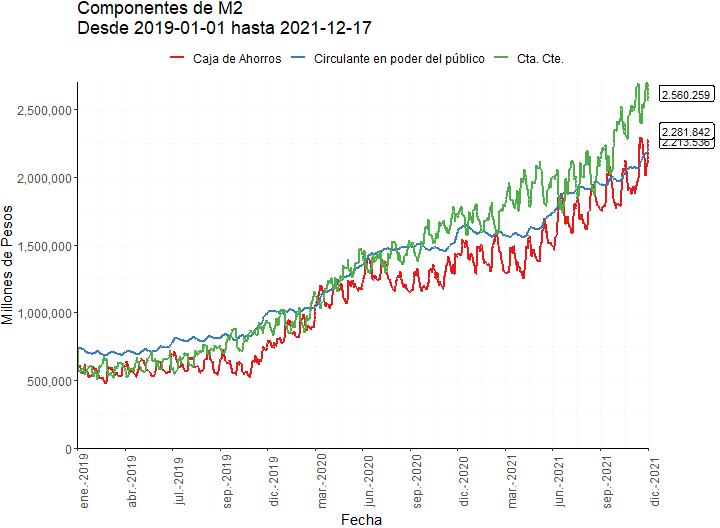 Componentes de M2
Desde 2019-01-01 hasta 2021-12-17
Caja de Ahorros
Circulante en poder del público
Cta. Cte.
Millones de Pesos
2,500,000
2,000,000
1,500,000
1,000,000
500,000
0
2.560.259
2.281.842
2.213.536
ene.-2019
abr.-2019
jul.-2019
sep.-2019
dic.-2019
mar.-2020
jun.-2020
sep.-2020
dic.-2020
mar.-2021
jun.-2021
sep.-2021
dic.-2021
Fecha